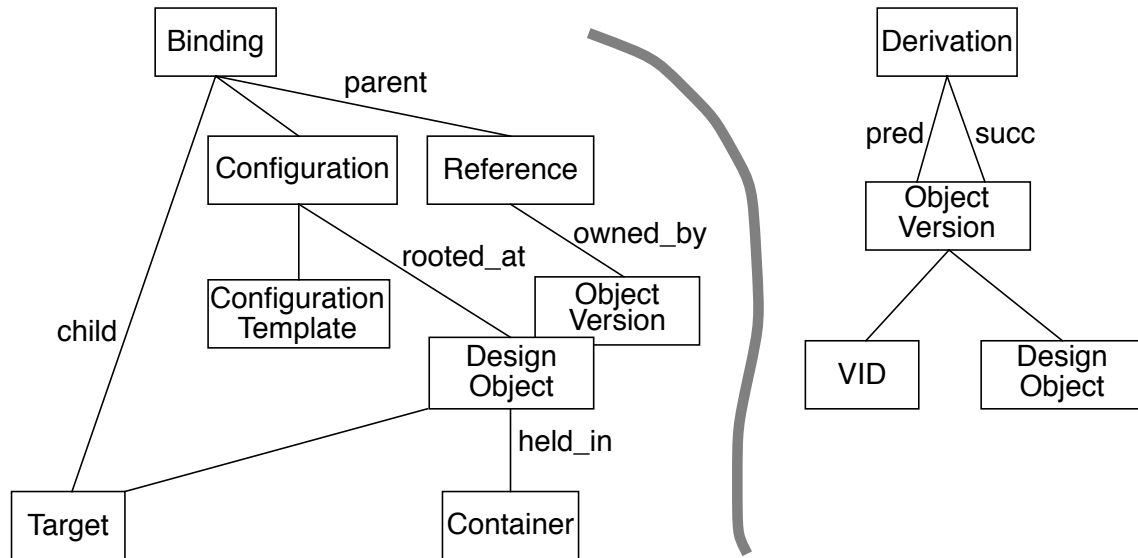 Binding
Derivation
parent
pred
succ
Configuration
Reference
Object
Version
owned_by
rooted_at
Configuration
Template
Object
Version
child
Design
Object
VID
Design
Object
held_in
Target
Container